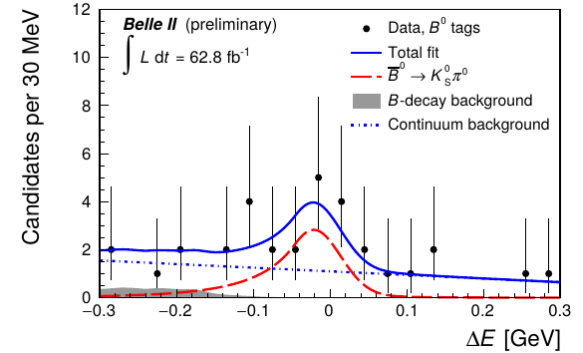 Candidates per 30 MeV
12
10
8
6
4
2
0
Belle II (preliminary)
∫ L dt = 62.8 fb⁻¹
Data, B⁰ tags
Total fit
B̅⁰ → K⁰_S π⁰
B-decay background
Continuum background
−0.3 −0.2 −0.1 0 0.1 0.2 0.3
ΔE [GeV]